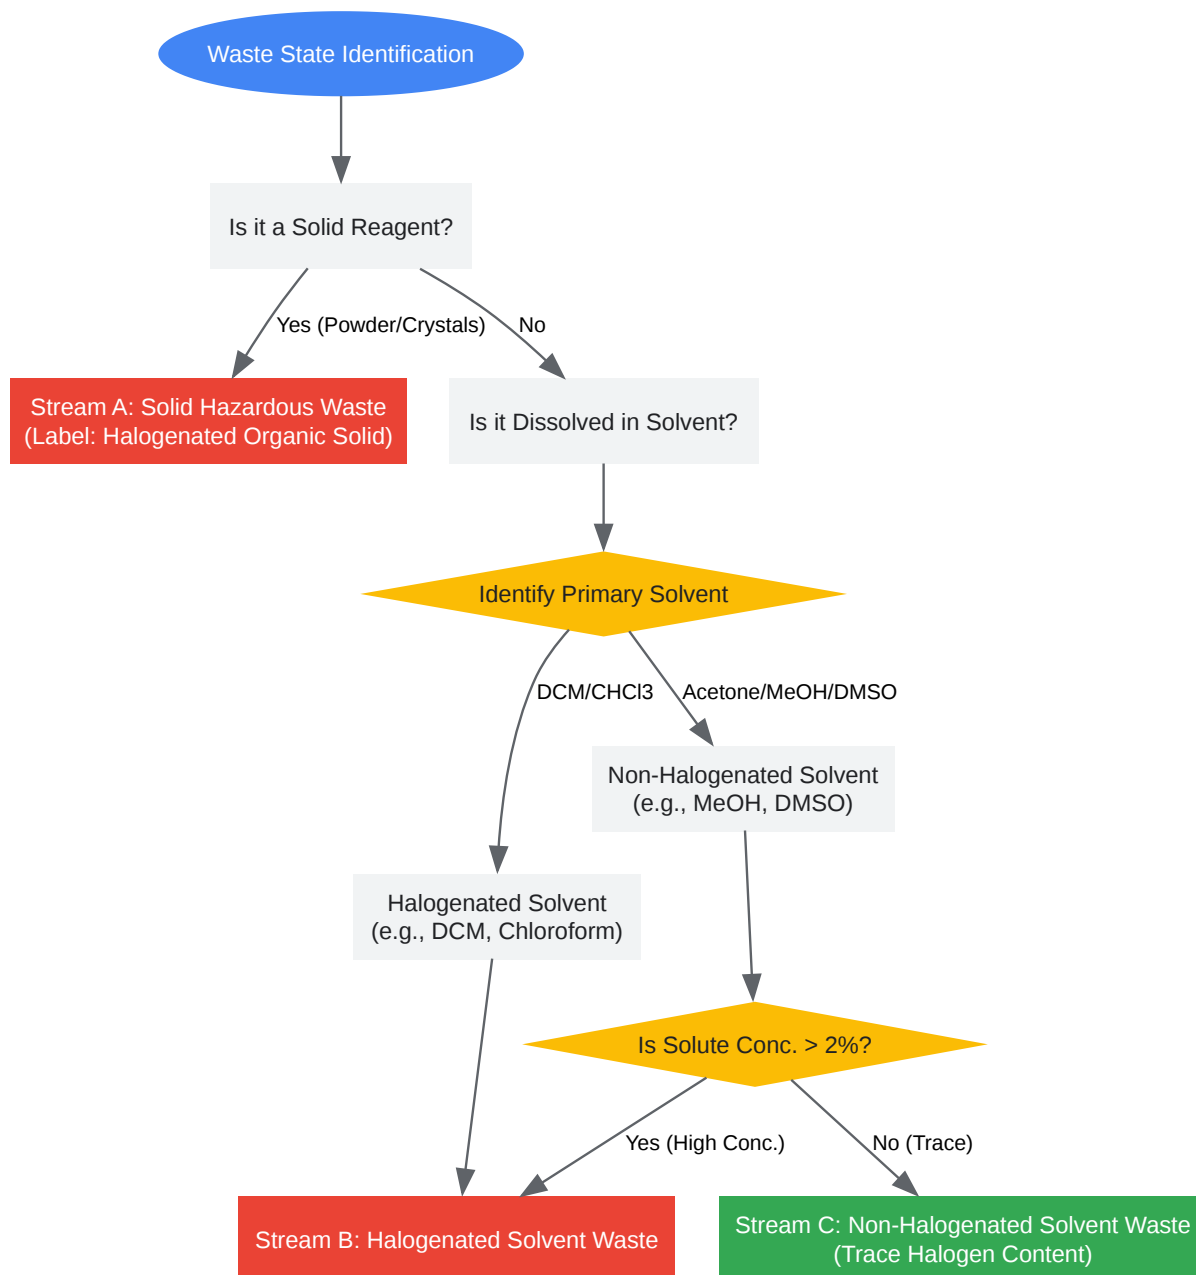 Waste State Identification
Is it a Solid Reagent?
Yes (Powder/Crystals)
No
Stream A: Solid Hazardous Waste
(Label: Halogenated Organic Solid)
Is it Dissolved in Solvent?
Identify Primary Solvent
DCM/CHCl3
Acetone/MeOH/DMSO
Non-Halogenated Solvent
(e.g., MeOH, DMSO)
Halogenated Solvent
(e.g., DCM, Chloroform)
Is Solute Conc. > 2%?
Yes (High Conc.)
No (Trace)
Stream B: Halogenated Solvent Waste
Stream C: Non-Halogenated Solvent Waste
(Trace Halogen Content)